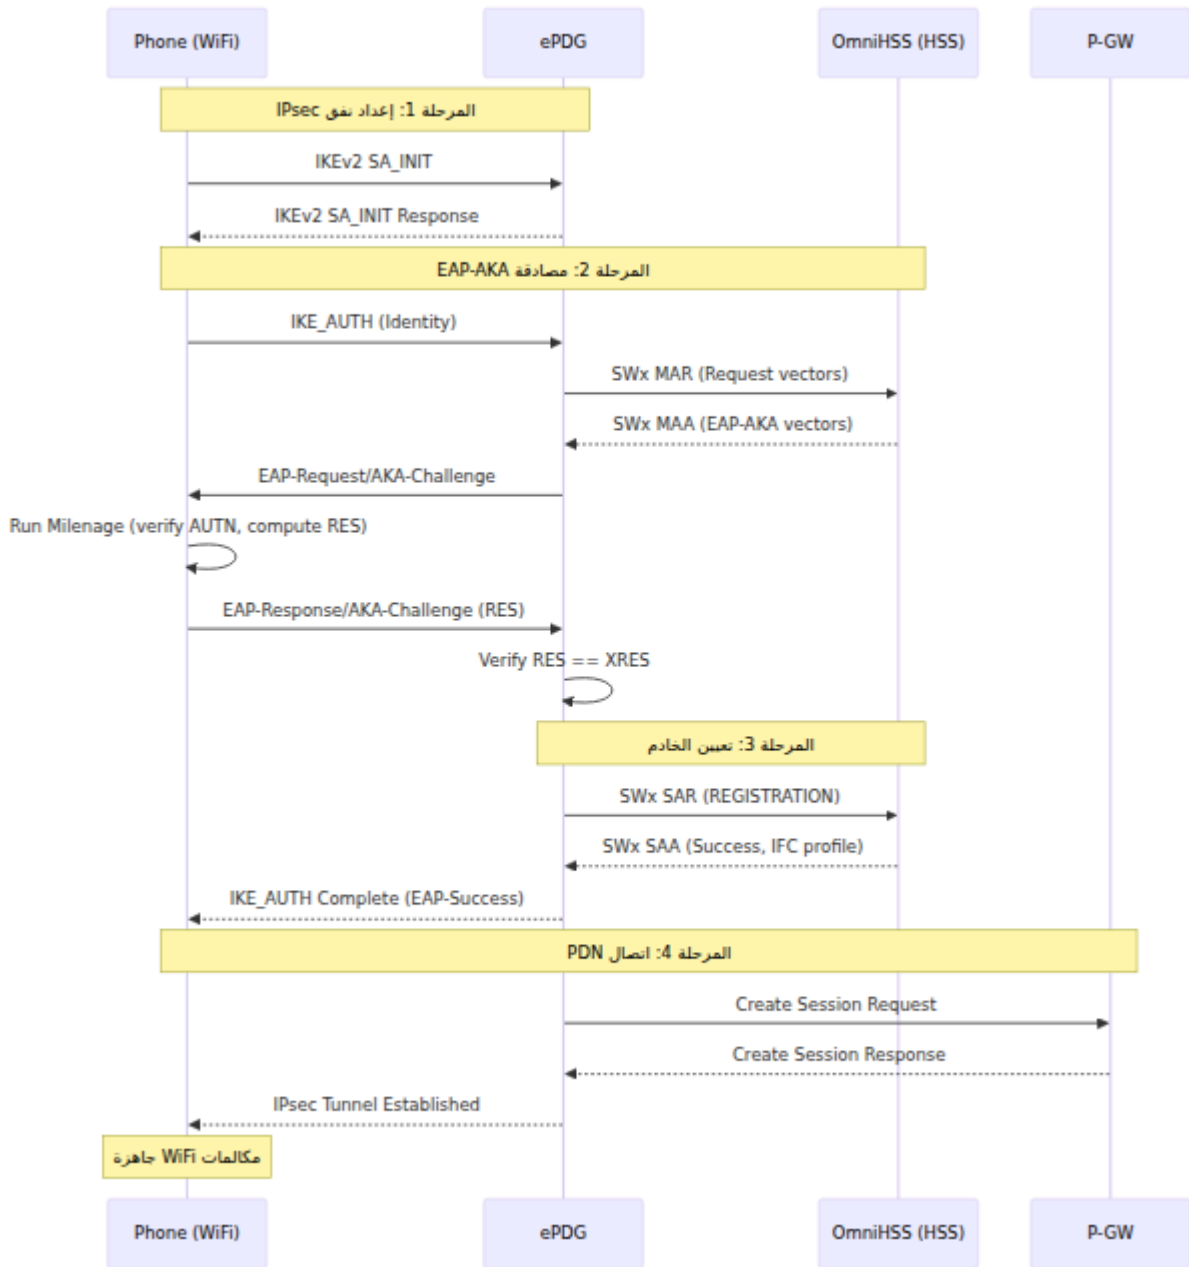 Phone (WiFi)
ePDG
OmniHSS (HSS)
P-GW
المرحلة 1: إعداد نفق IPsec
IKEv2 SA_INIT
IKEv2 SA_INIT Response
المرحلة 2: مصادقة EAP-AKA
IKE_AUTH (Identity)
SWx MAR (Request vectors)
SWx MAA (EAP-AKA vectors)
EAP-Request/AKA-Challenge
Run Milenage (verify AUTN, compute RES)
EAP-Response/AKA-Challenge (RES)
Verify RES == XRES
المرحلة 3: تعيين الخادم
SWx SAR (REGISTRATION)
SWx SAA (Success, IFC profile)
IKE_AUTH Complete (EAP-Success)
المرحلة 4: اتصال PDN
Create Session Request
Create Session Response
IPsec Tunnel Established
مكالمات WiFi جاهزة
Phone (WiFi)
ePDG
OmniHSS (HSS)
P-GW